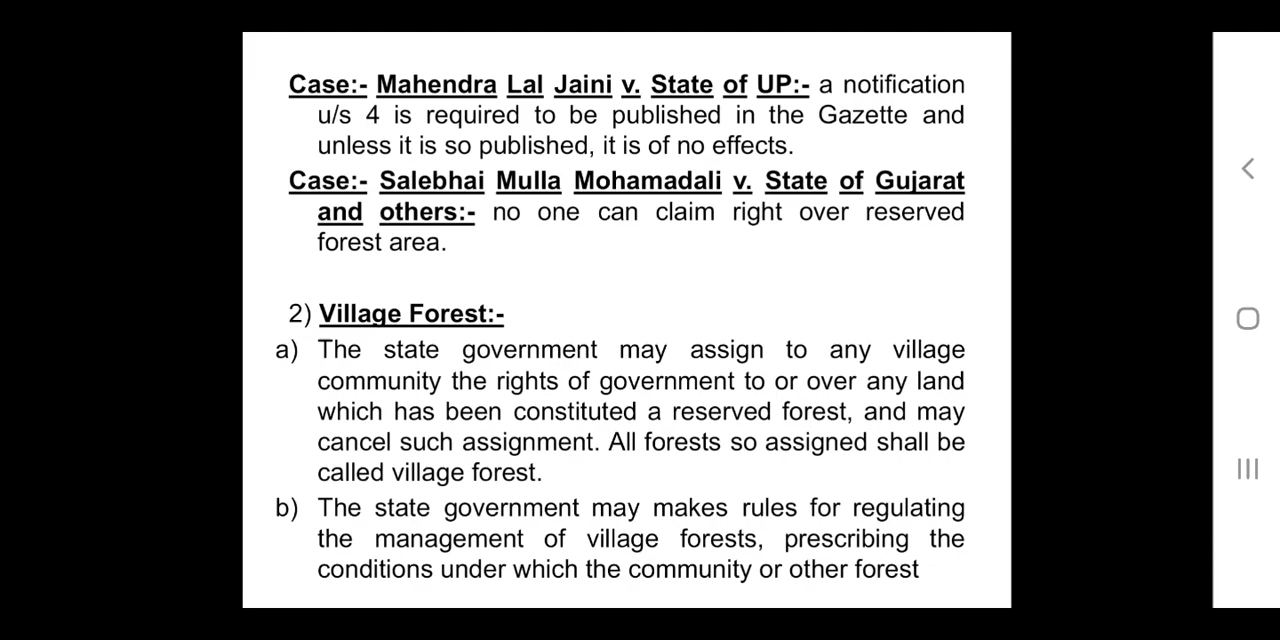 Case:- Mahendra Lal Jaini v. State of UP:- a notification
u/s 4 is required to be published in the Gazette and
unless it is so published, it is of no effects.
Case:- Salebhai Mulla Mohamadali v. State of Gujarat
and others:- no one can claim right over reserved
forest area.
2) Village Forest:-
a) The state government may assign to any village
community the rights of government to or over any land
which has been constituted a reserved forest, and may
cancel such assignment. All forests so assigned shall be
called village forest.
b) The state government may makes rules for regulating
the management of village forests, prescribing the
conditions under which the community or other forest